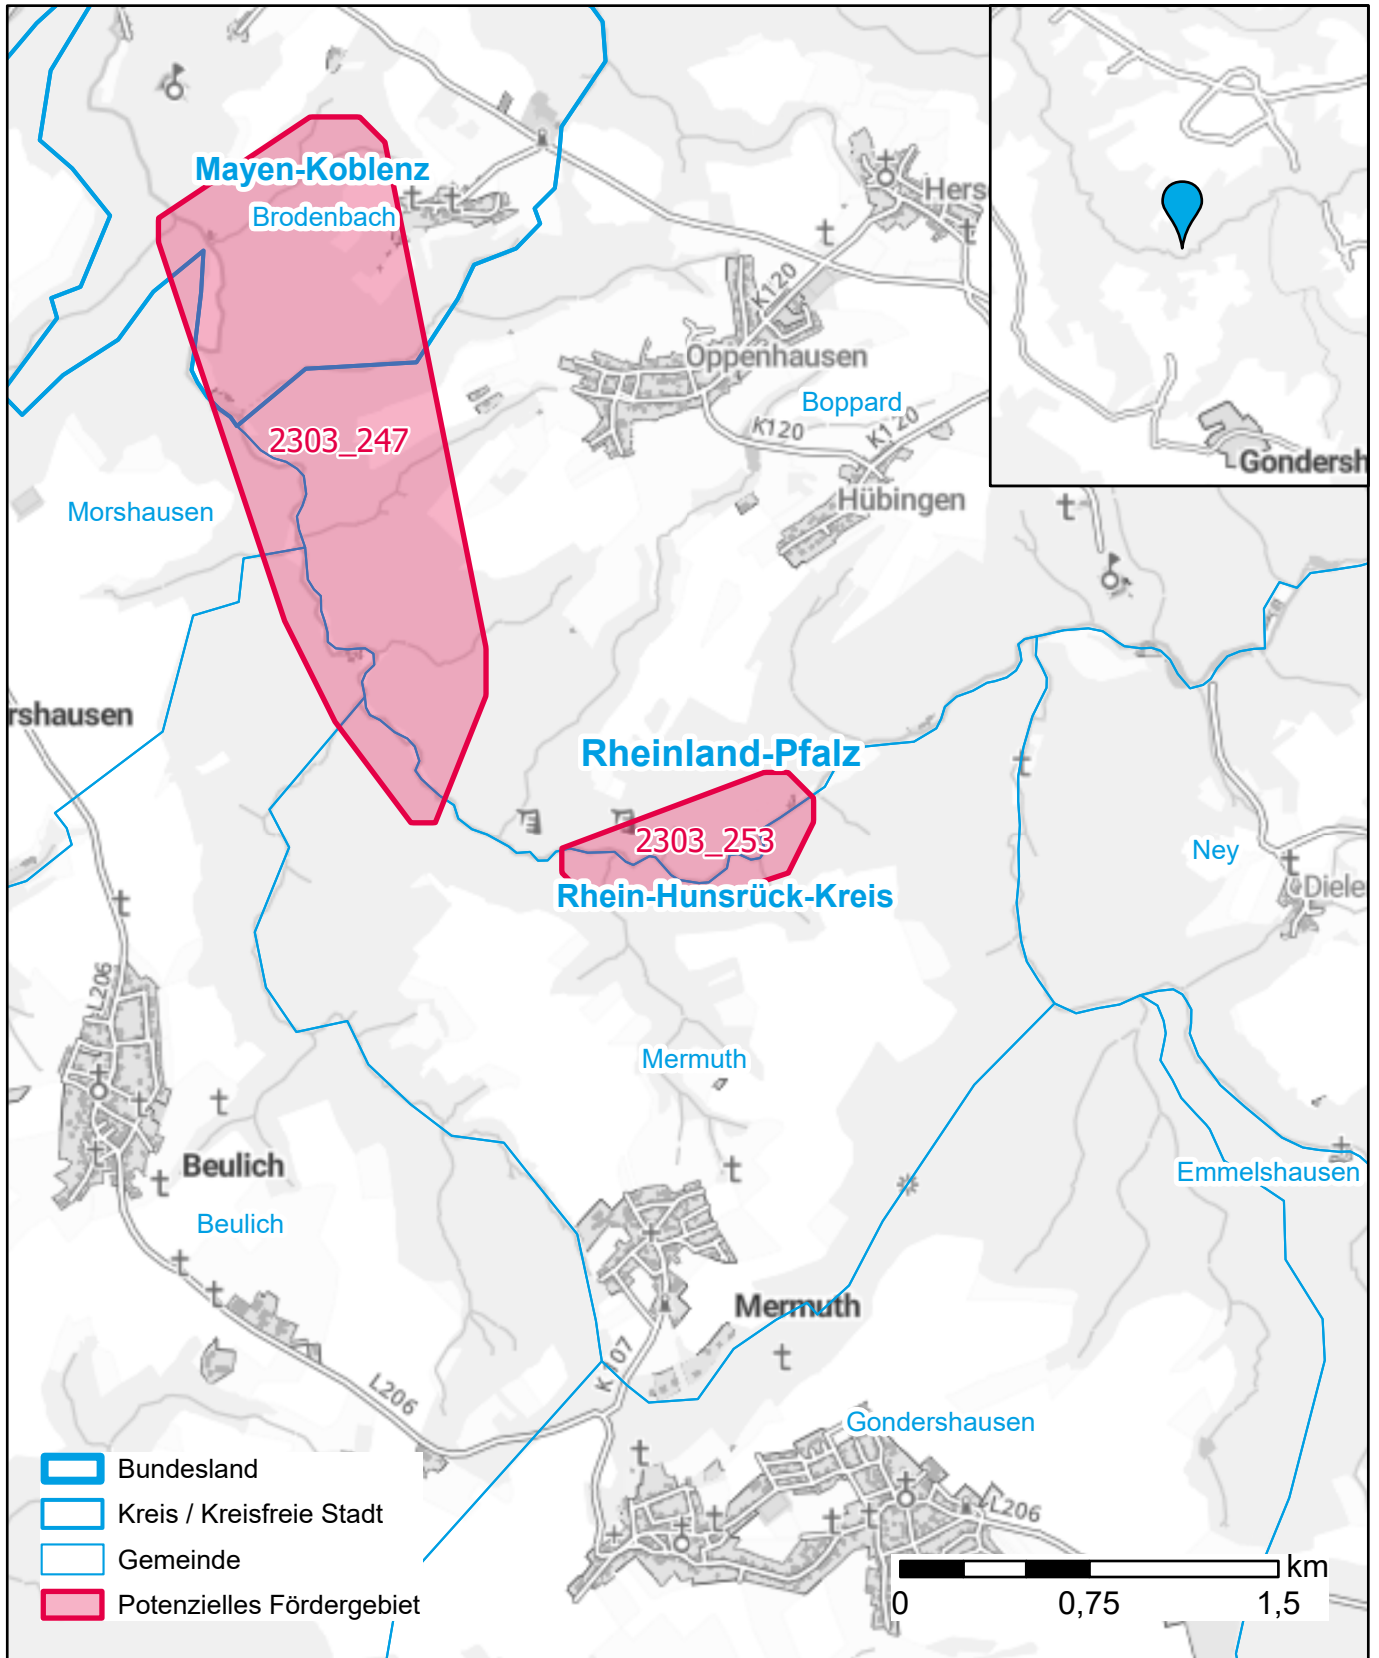 Mayen-Koblenz
Brodenbach
Hers
K120
Oppenhausen
Boppard
K120
K120
2303_247
Hübingen
Morshausen
Gondersh
rshausen
Rheinland-Pfalz
2303_253
Rhein-Hunsrück-Kreis
Ney
Diele
L206
Mermuth
Beulich
Beulich
Emmelshausen
Mermuth
L206
Gondershausen
L206
Bundesland
Kreis / Kreisfreie Stadt
Gemeinde
Potenzielles Fördergebiet
km
0 0,75 1,5